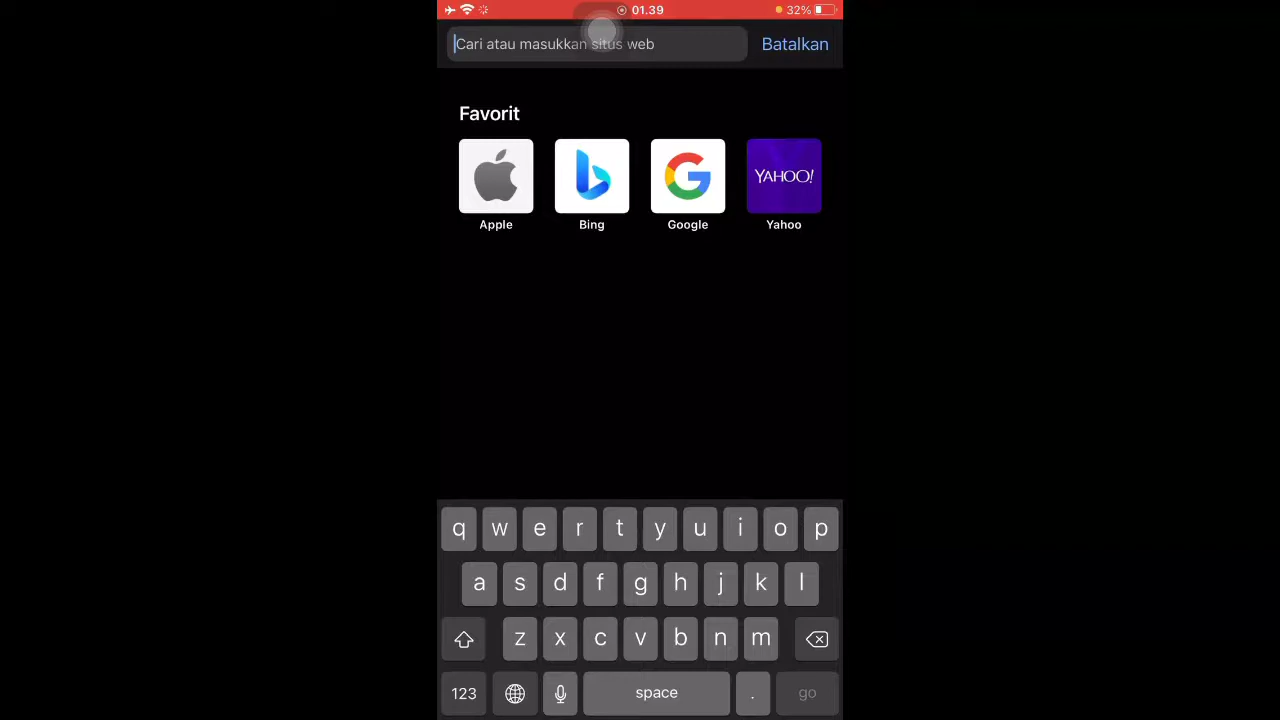 01.39 32%
Cari atau masukkan situs web Batalkan
Favorit
YAHOO!
Apple Bing Google Yahoo
q w e r t y u i o p
a s d f g h j k l
z x c v b n m
123 space . go